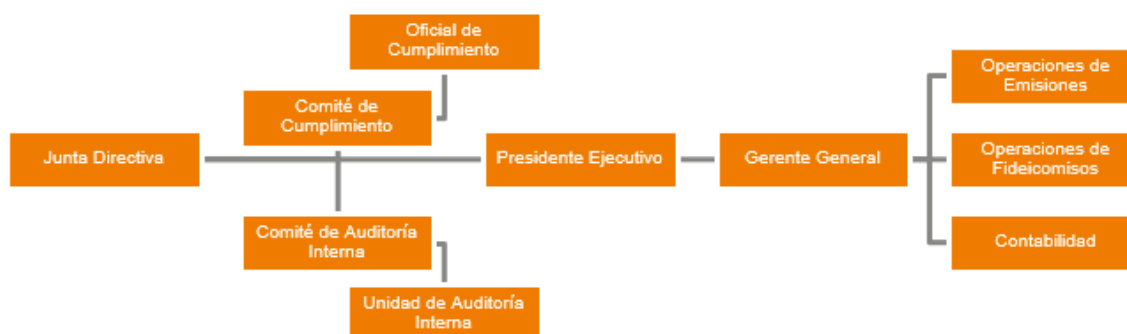 Oficial de
Cumplimiento
Comité de
Cumplimiento
Junta Directiva
Presidente Ejecutivo
Gerente General
Operaciones de
Emisiones
Operaciones de
Fideicomisos
Contabilidad
Comité de Auditoría
Interna
Unidad de Auditoría
Interna